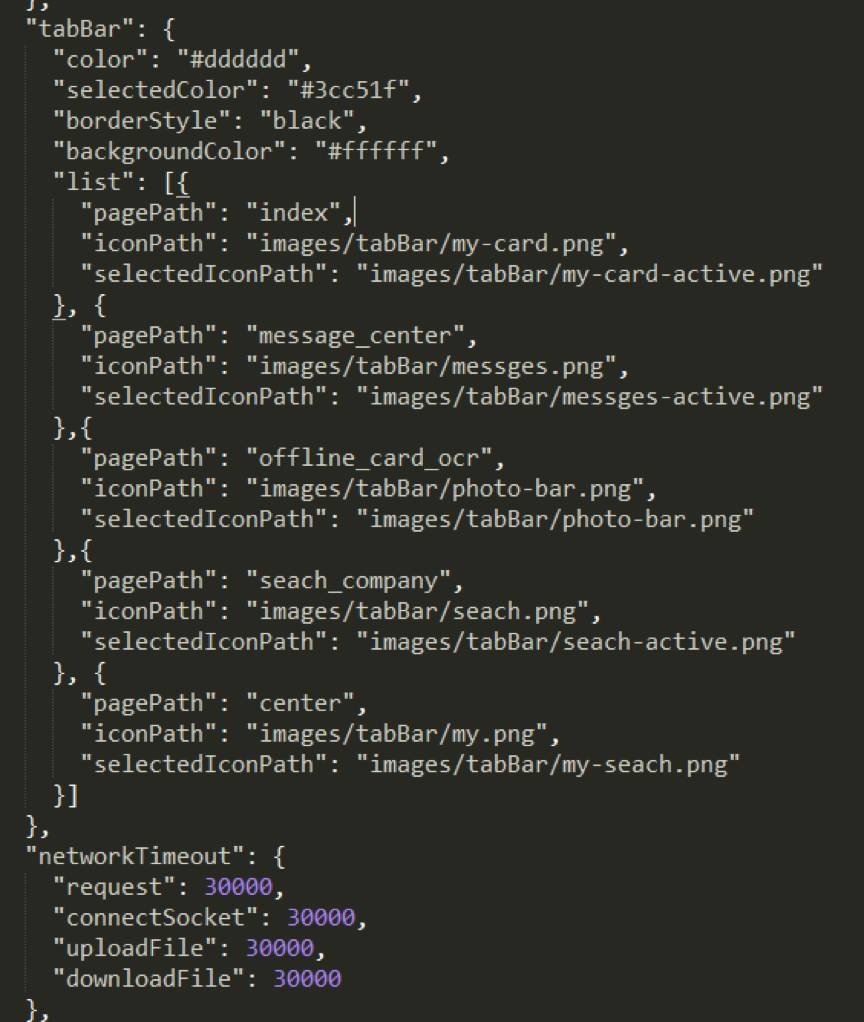 },
"tabBar": {
"color": "#dddddd",
"selectedColor": "#3cc51f",
"borderStyle": "black",
"backgroundColor": "#ffffff",
"list": [{
"pagePath": "index",
"iconPath": "images/tabBar/my-card.png",
"selectedIconPath": "images/tabBar/my-card-active.png"
}, {
"pagePath": "message_center",
"iconPath": "images/tabBar/messges.png",
"selectedIconPath": "images/tabBar/messges-active.png"
},{
"pagePath": "offline_card_ocr",
"iconPath": "images/tabBar/photo-bar.png",
"selectedIconPath": "images/tabBar/photo-bar.png"
},{
"pagePath": "seach_company",
"iconPath": "images/tabBar/seach.png",
"selectedIconPath": "images/tabBar/seach-active.png"
}, {
"pagePath": "center",
"iconPath": "images/tabBar/my.png",
"selectedIconPath": "images/tabBar/my-seach.png"
}]
},
"networkTimeout": {
"request": 30000,
"connectSocket": 30000,
"uploadFile": 30000,
"downloadFile": 30000
},